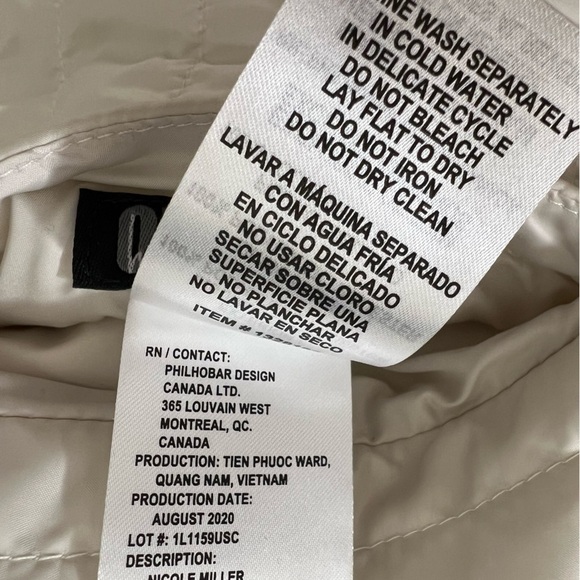 WASH SEPARATELY
IN COLD WATER
IN DELICATE CYCLE
DO NOT BLEACH
LAY FLAT TO DRY
DO NOT IRON
DO NOT DRY CLEAN
LAVAR A MÁQUINA SEPARADO
CON AGUA FRÍA
EN CICLO DELICADO
NO USAR CLORO
SECAR SOBRE UNA
SUPERFICIE PLANA
NO PLANCHAR
NO LAVAR EN SECO
ITEM #
RN / CONTACT:
PHILHOBAR DESIGN
CANADA LTD.
365 LOUVAIN WEST
MONTREAL, QC.
CANADA
PRODUCTION: TIEN PHUOC WARD,
QUANG NAM, VIETNAM
PRODUCTION DATE:
AUGUST 2020
LOT #: 1L1159USC
DESCRIPTION:
NICOLE MILLER